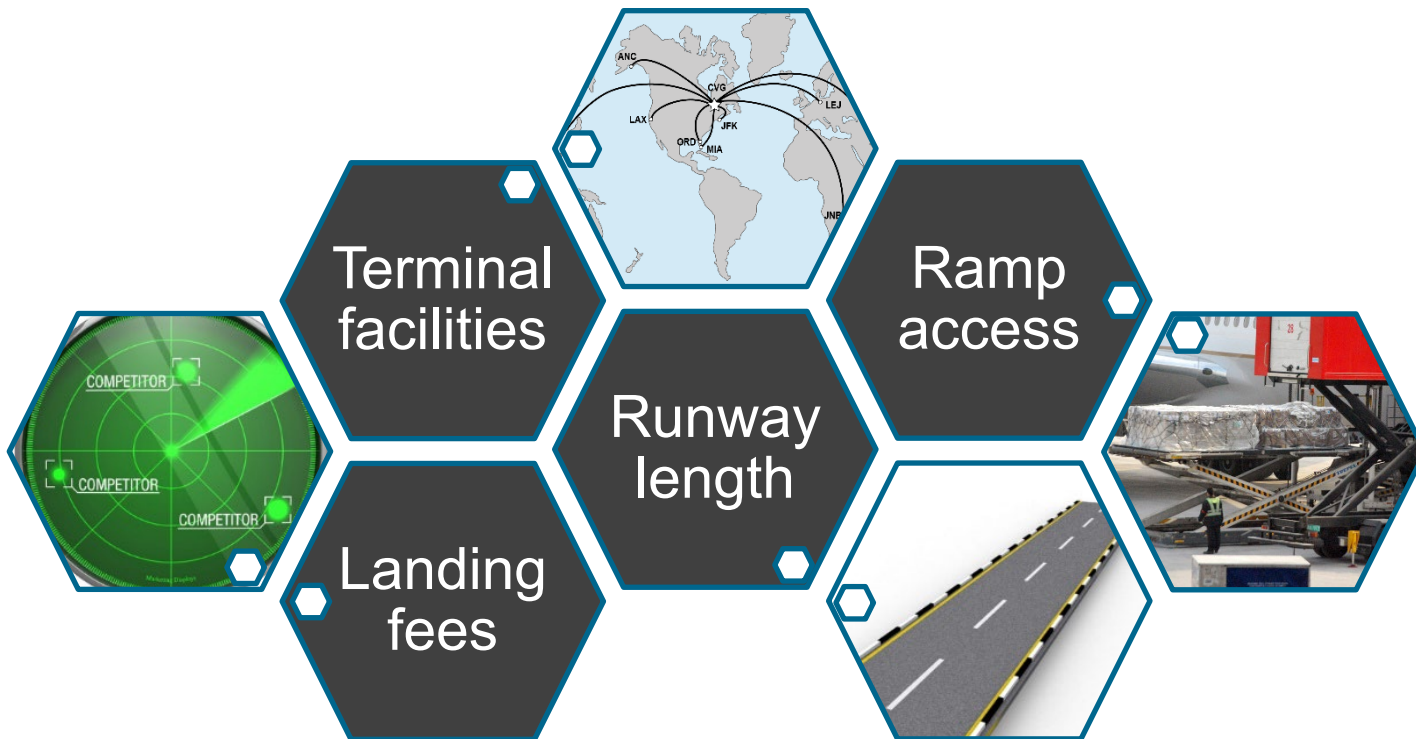 ANC
CVG
LEJ
LAX
JFK
ORD
MIA
JNB
Terminal
facilities
Ramp
access
Runway
length
Landing
fees
COMPETITOR
COMPETITOR
COMPETITOR
28